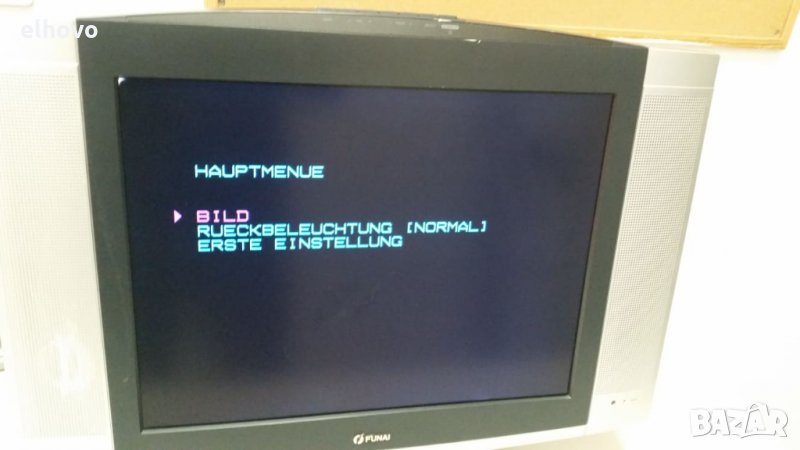 elhovo
HAUPTMENUE
BILD
RUECKBELEUCHTUNG [NORMAL]
ERSTE EINSTELLUNG
FUNAI
BAZAR